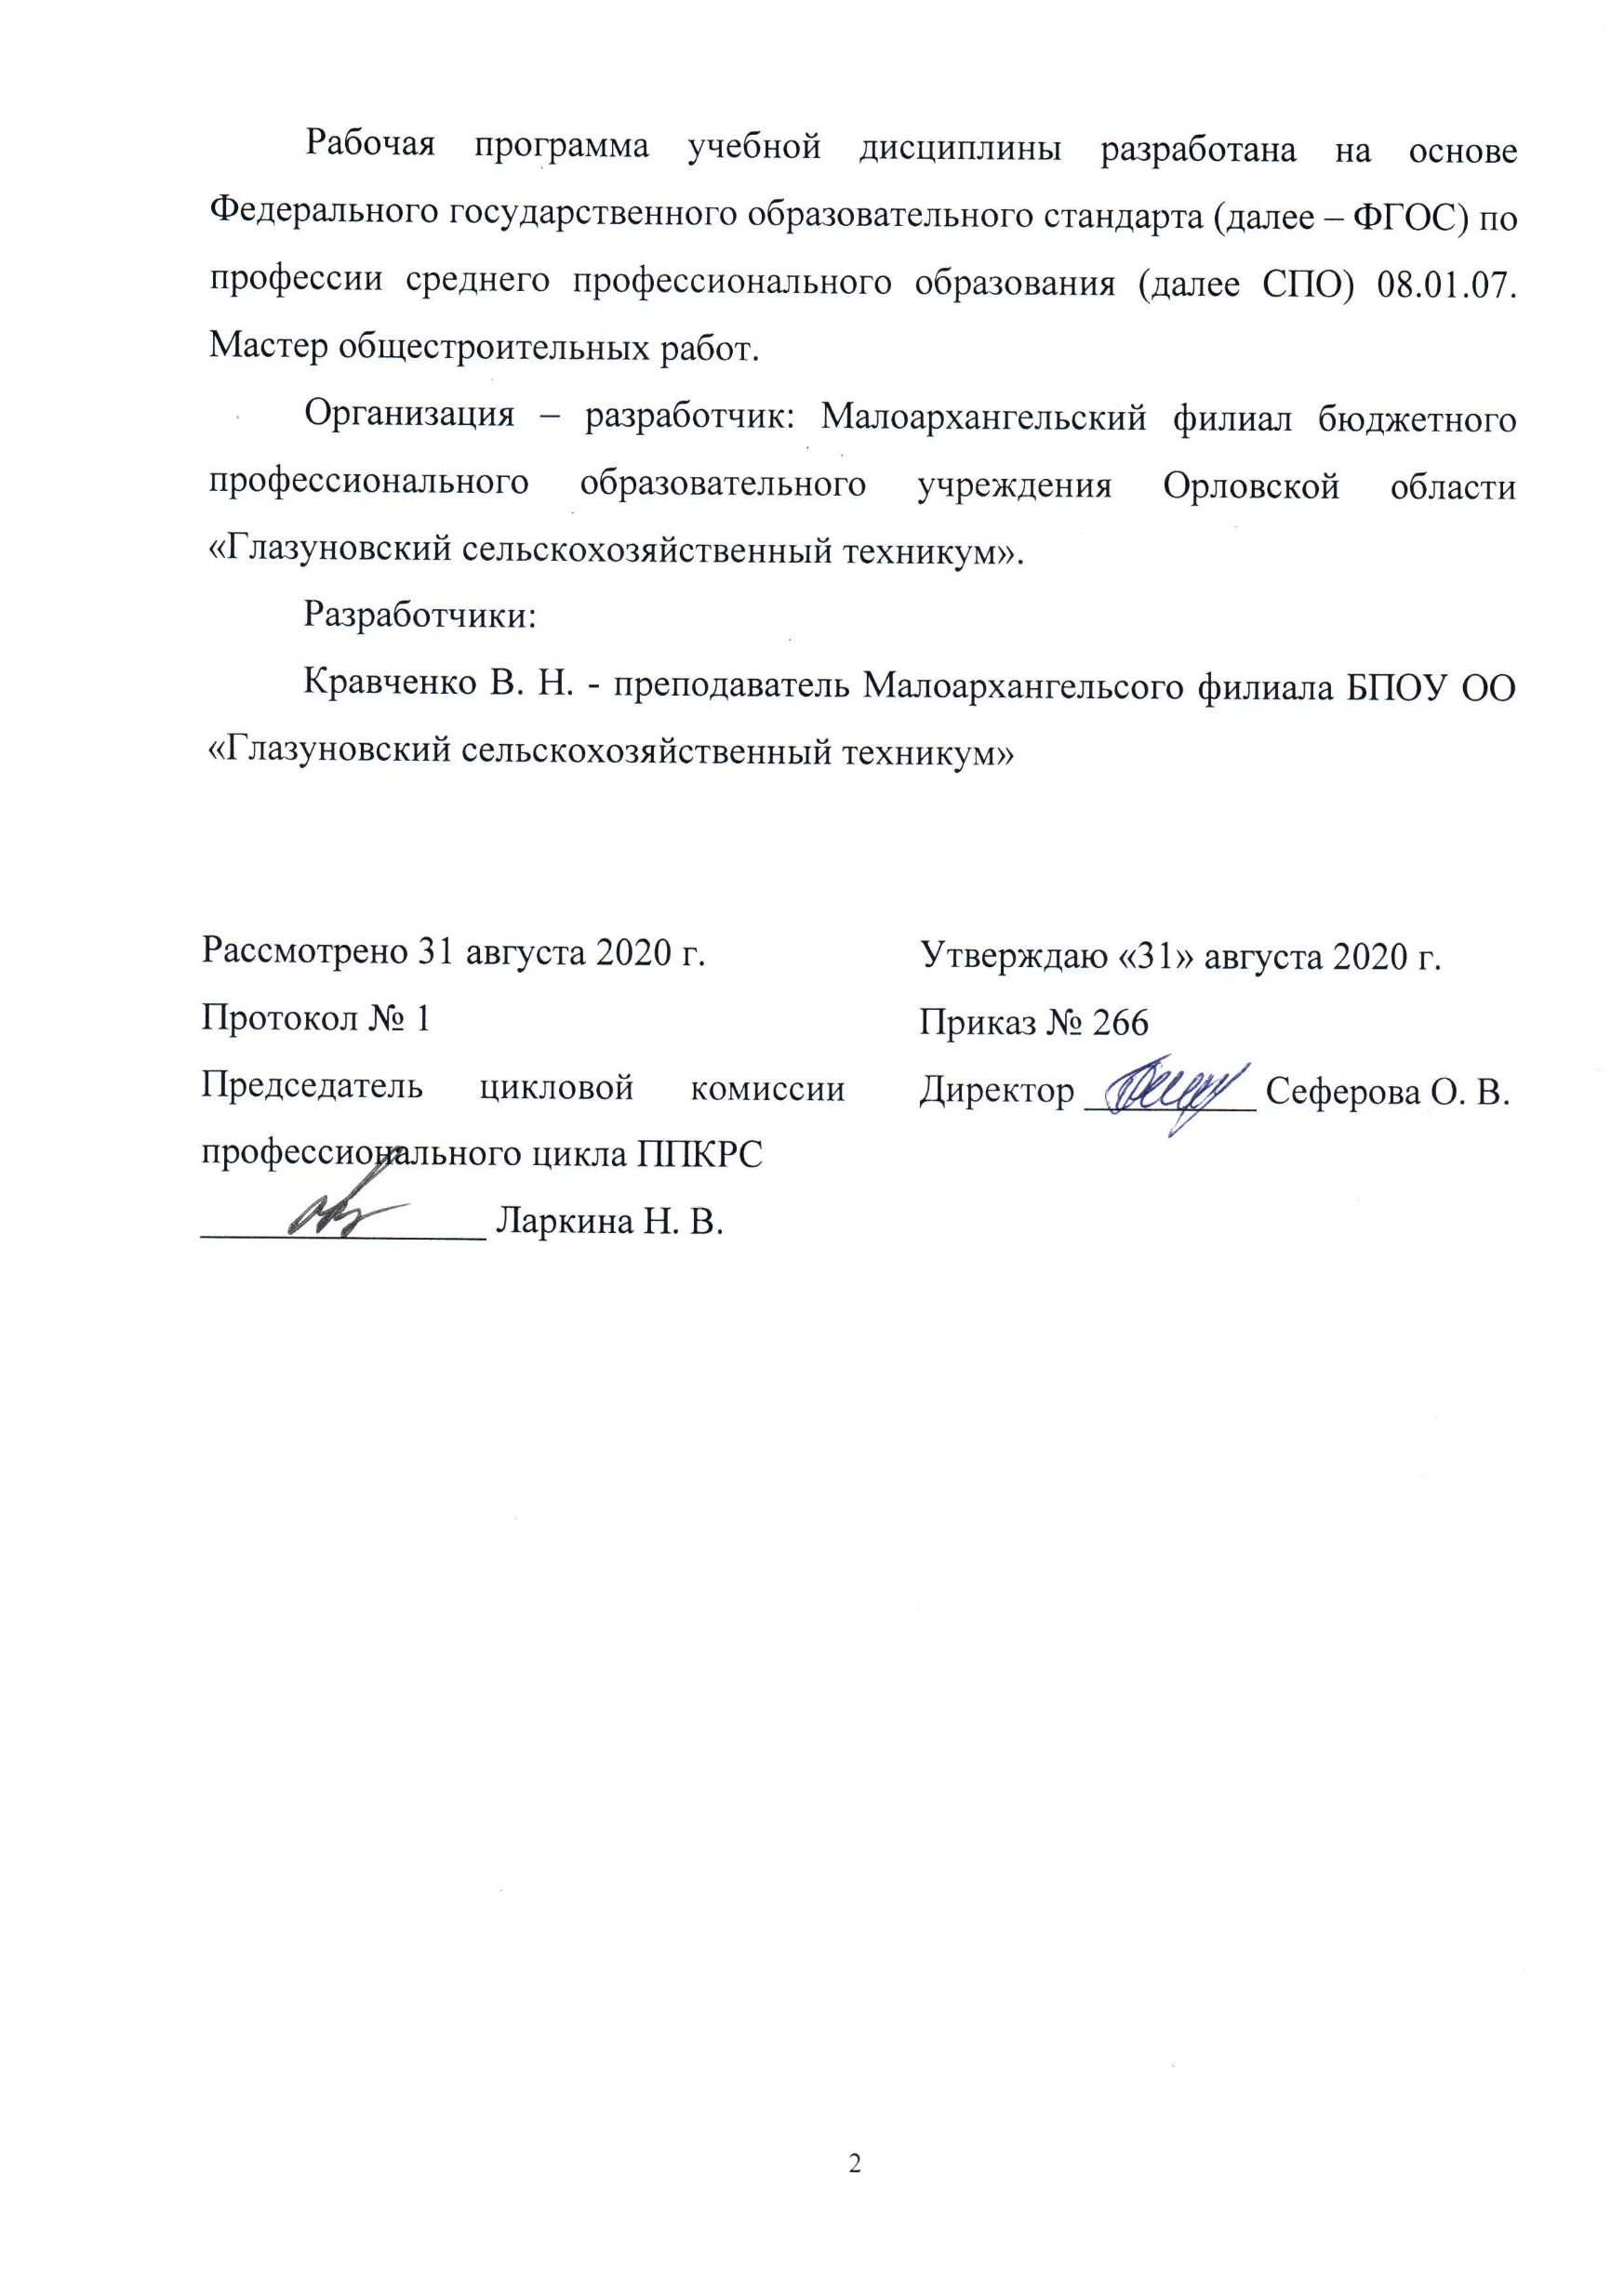 Рабочая программа учебной дисциплины разработана на основе
Федерального государственного образовательного стандарта (далее – ФГОС) по
профессии среднего профессионального образования (далее СПО) 08.01.07.
Мастер общестроительных работ.
Организация – разработчик: Малоархангельский филиал бюджетного
профессионального образовательного учреждения Орловской области
«Глазуновский сельскохозяйственный техникум».
Разработчики:
Кравченко В. Н. - преподаватель Малоархангельсого филиала БПОУ ОО
«Глазуновский сельскохозяйственный техникум»
Рассмотрено 31 августа 2020 г.
Протокол № 1
Председатель цикловой комиссии
профессионального цикла ППКРС
Ларкина Н. В.
Утверждаю «31» августа 2020 г.
Приказ № 266
Директор Сеферова О. В.
2